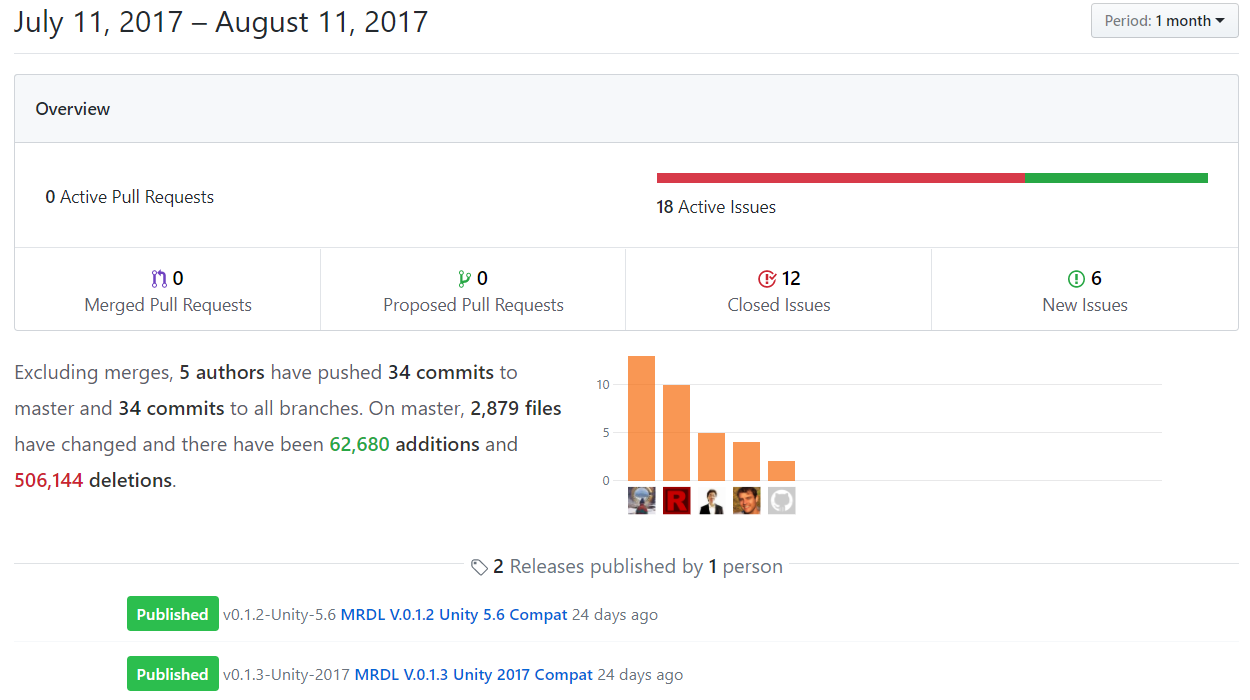 July 11, 2017 – August 11, 2017
Period: 1 month
Overview
0 Active Pull Requests
18 Active Issues
0
Merged Pull Requests
0
Proposed Pull Requests
12
Closed Issues
6
New Issues
Excluding merges, 5 authors have pushed 34 commits to
master and 34 commits to all branches. On master, 2,879 files
have changed and there have been 62,680 additions and
506,144 deletions.
10
5
0
R
2 Releases published by 1 person
Published v0.1.2-Unity-5.6 MRDL V.0.1.2 Unity 5.6 Compat 24 days ago
Published v0.1.3-Unity-2017 MRDL V.0.1.3 Unity 2017 Compat 24 days ago